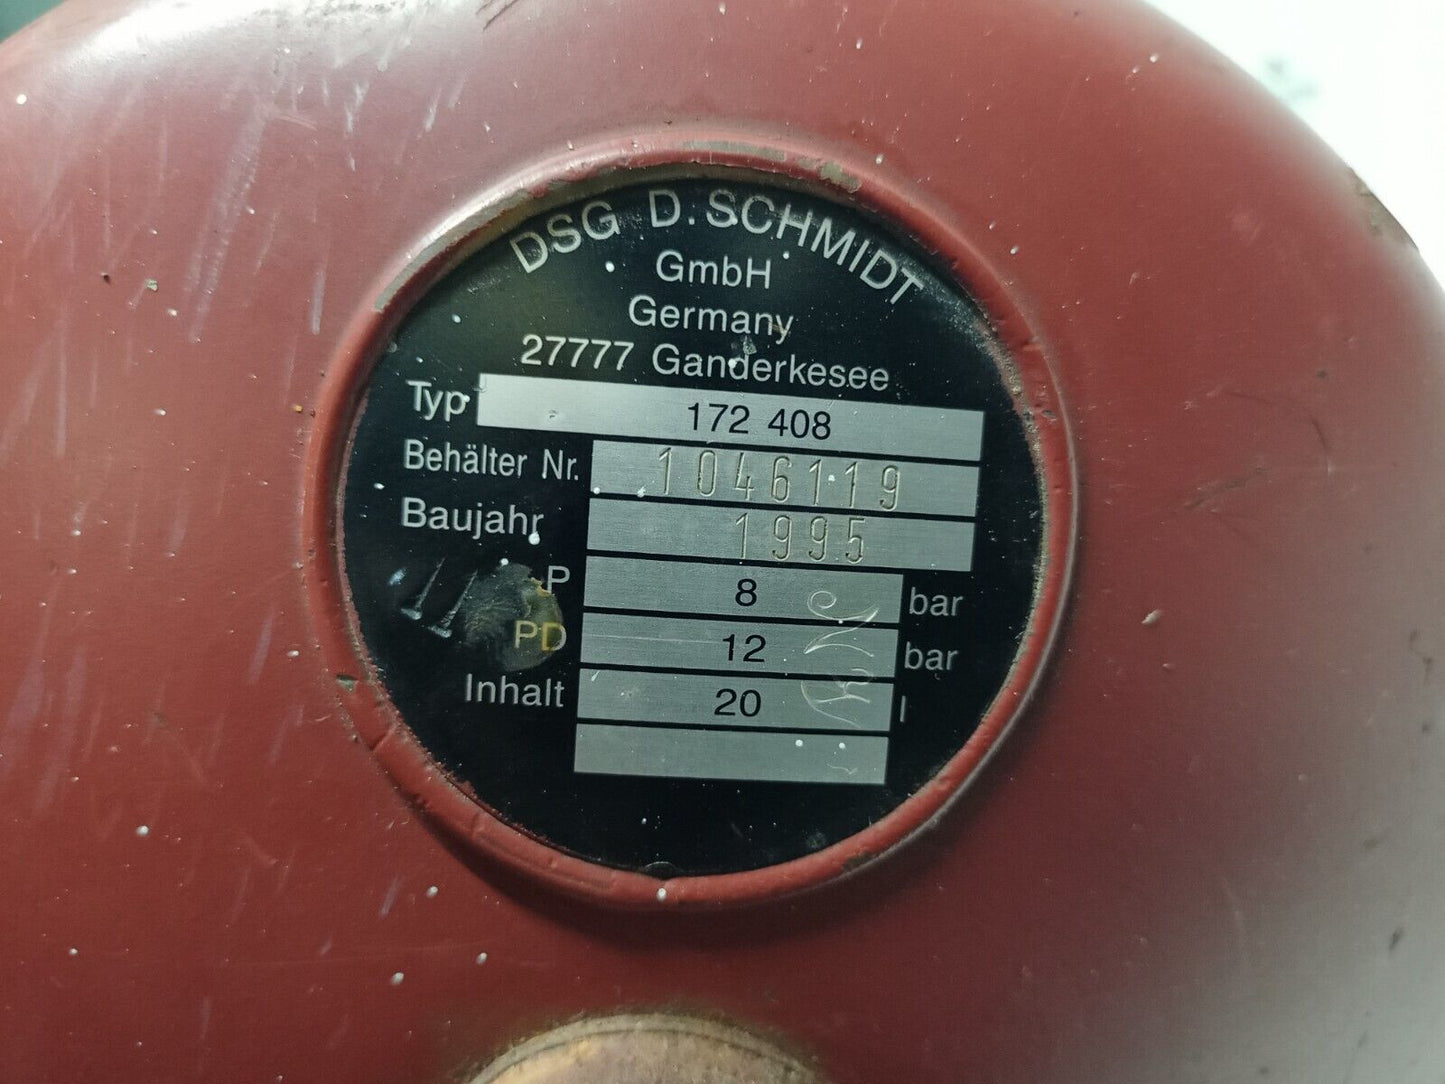 DSG D. SCHMIDT
GmbH
Germany
27777 Ganderkesee
Typ 172 408
Behälter Nr. 1046119
Baujahr 1995
P 8 bar
PD 12 bar
Inhalt 20 l